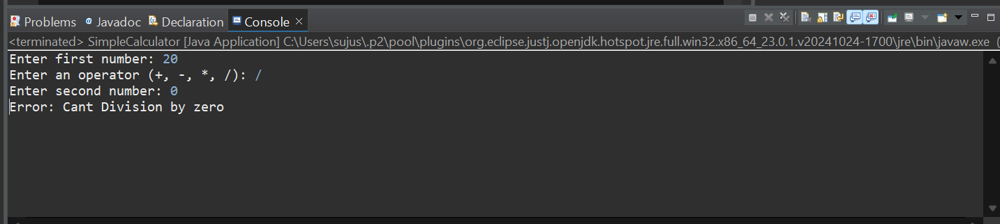 Problems Javadoc Declaration Console
<terminated> SimpleCalculator [Java Application] C:\Users\sujus\.p2\pool\plugins\org.eclipse.justj.openjdk.hotspot.jre.full.win32.x86_64_23.0.1.v20241024-1700\jre\bin\javaw.exe (
Enter first number: 20
Enter an operator (+, -, *, /): /
Enter second number: 0
Error: Cant Division by zero